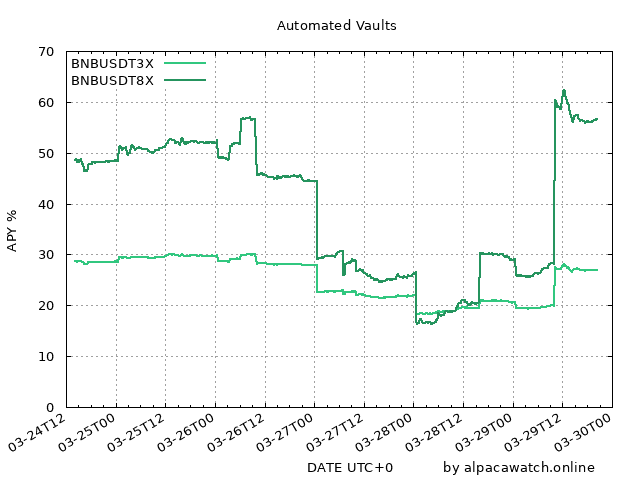 Automated Vaults
BNBUSDT3X
BNBUSDT8X
APY %
70
60
50
40
30
20
10
0
03-24T12
03-25T00
03-25T12
03-26T00
03-26T12
03-27T00
03-27T12
03-28T00
03-28T12
03-29T00
03-29T12
03-30T00
DATE UTC+0 by alpacawatch.online